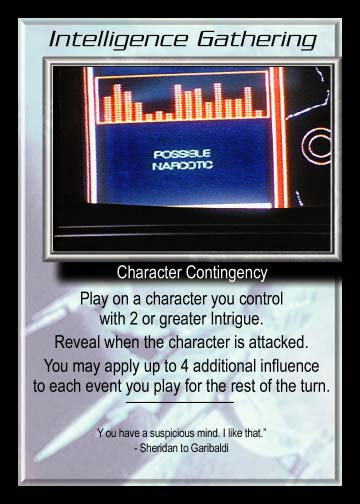 Intelligence Gathering
POSSIBLE
NARCOTIC
Character Contingency
Play on a character you control
with 2 or greater Intrigue.
Reveal when the character is attacked.
You may apply up to 4 additional influence
to each event you play for the rest of the turn.
You have a suspicious mind. I like that.”
- Sheridan to Garibaldi